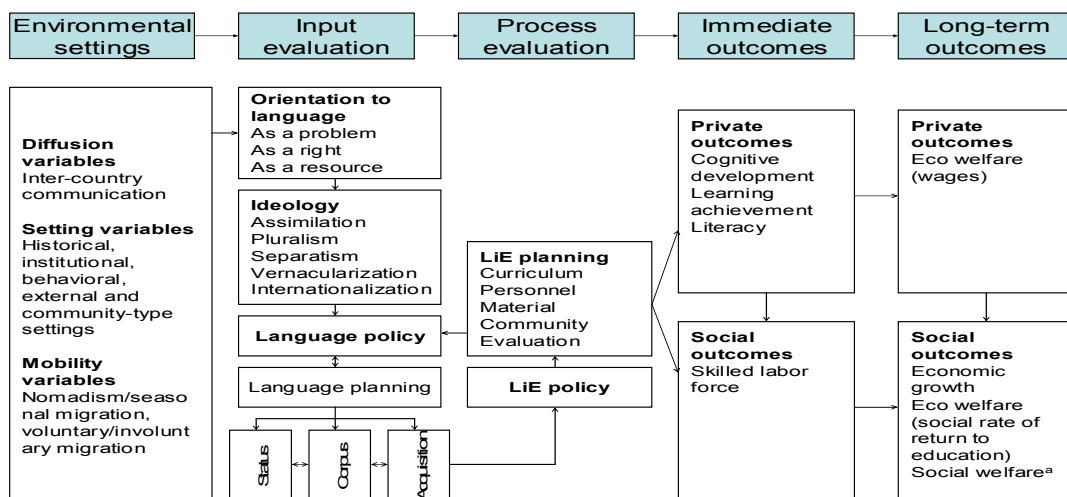 Environmental
settings
Input
evaluation
Process
evaluation
Immediate
outcomes
Long-term
outcomes
Diffusion
variables
Inter-country
communication
Setting variables
Historical,
institutional,
behavioral,
external and
community-type
settings
Mobility
variables
Nomadism/seaso
nal migration,
voluntary/involunt
ary migration
Orientation to
language
As a problem
As a right
As a resource
Ideology
Assimilation
Pluralism
Separatism
Vernacularization
Internationalization
Language policy
Language planning
Status
Corpus
Acquisition
LiE planning
Curriculum
Personnel
Material
Community
Evaluation
LiE policy
Private
outcomes
Cognitive
development
Learning
achievement
Literacy
Social
outcomes
Skilled labor
force
Private
outcomes
Eco welfare
(wages)
Social
outcomes
Economic
growth
Eco welfare
(social rate of
return to
education)
Social welfareᵃ